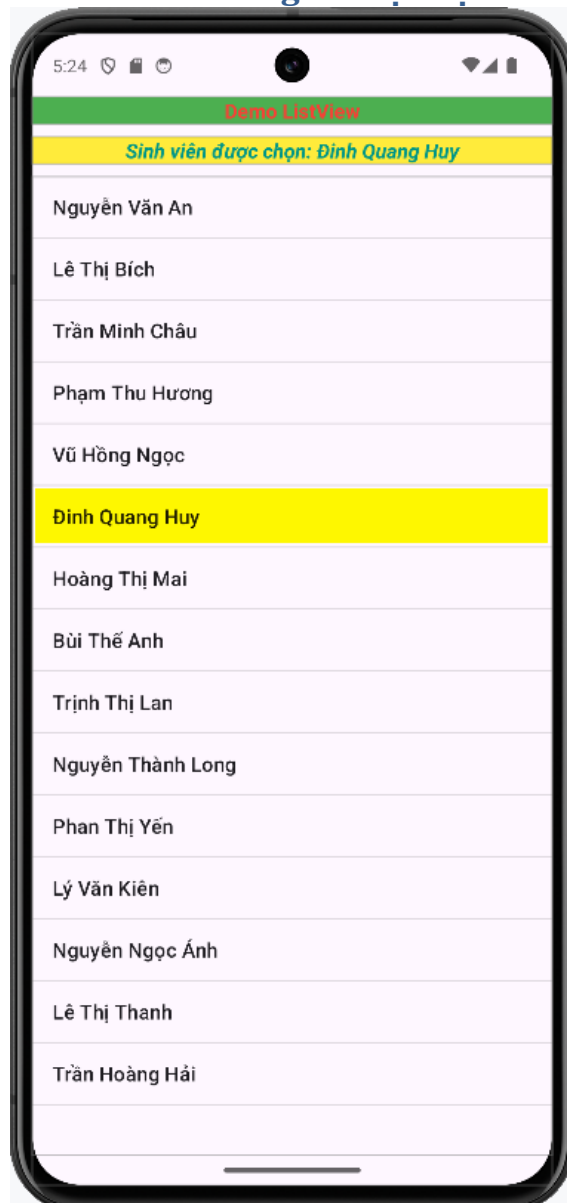 5:24
Demo ListView
Sinh viên được chọn: Đinh Quang Huy
Nguyễn Văn An
Lê Thị Bích
Trần Minh Châu
Phạm Thu Hương
Vũ Hồng Ngọc
Đinh Quang Huy
Hoàng Thị Mai
Bùi Thế Anh
Trịnh Thị Lan
Nguyễn Thành Long
Phan Thị Yến
Lý Văn Kiên
Nguyễn Ngọc Ánh
Lê Thị Thanh
Trần Hoàng Hải